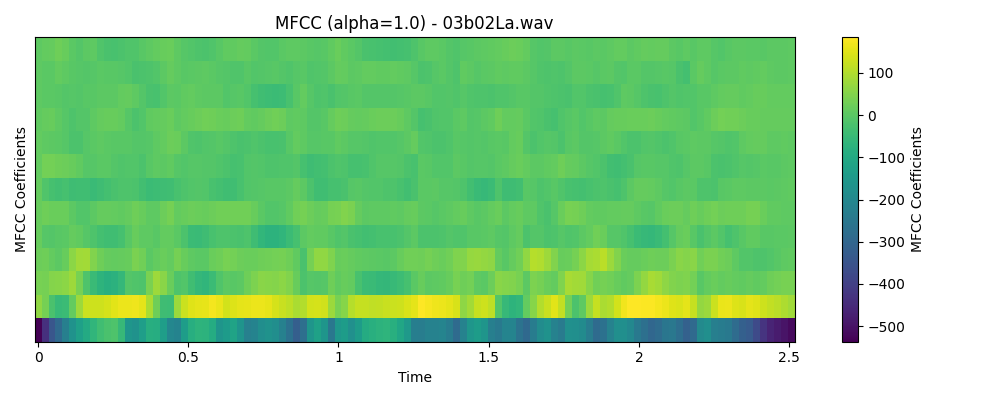 MFCC (alpha=1.0) - 03b02La.wav
MFCC Coefficients
0 0.5 1 1.5 2 2.5
Time
100
0
−100
−200
−300
−400
−500
MFCC Coefficients